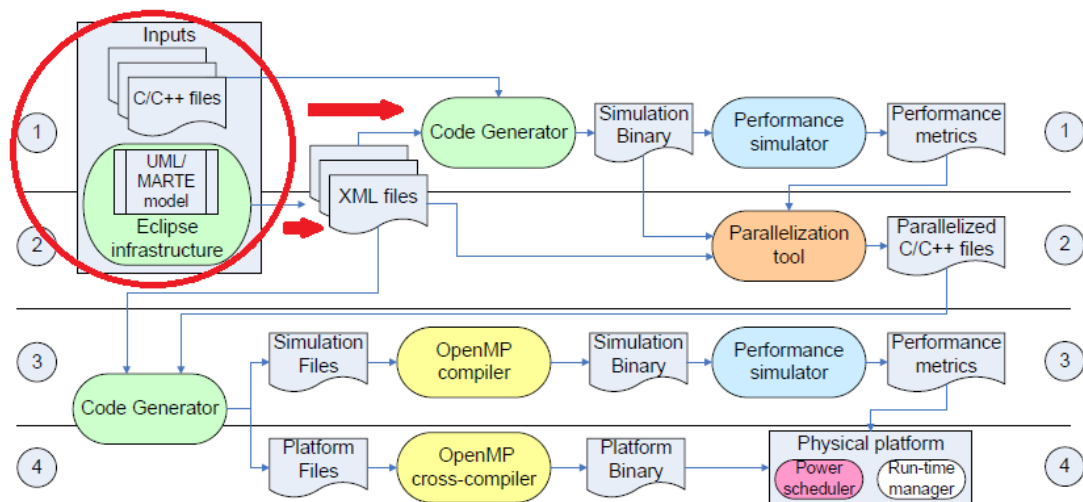 Inputs
C/C++ files
1
UML/
MARTE
model
Eclipse
infrastructure
XML files
Code Generator
Simulation
Binary
Performance
simulator
Performance
metrics
1
2
Parallelization
tool
Parallelized
C/C++ files
2
3
Code Generator
Simulation
Files
OpenMP
compiler
Simulation
Binary
Performance
simulator
Performance
metrics
3
4
Platform
Files
OpenMP
cross-compiler
Platform
Binary
Physical platform
Power
scheduler
Run-time
manager
4